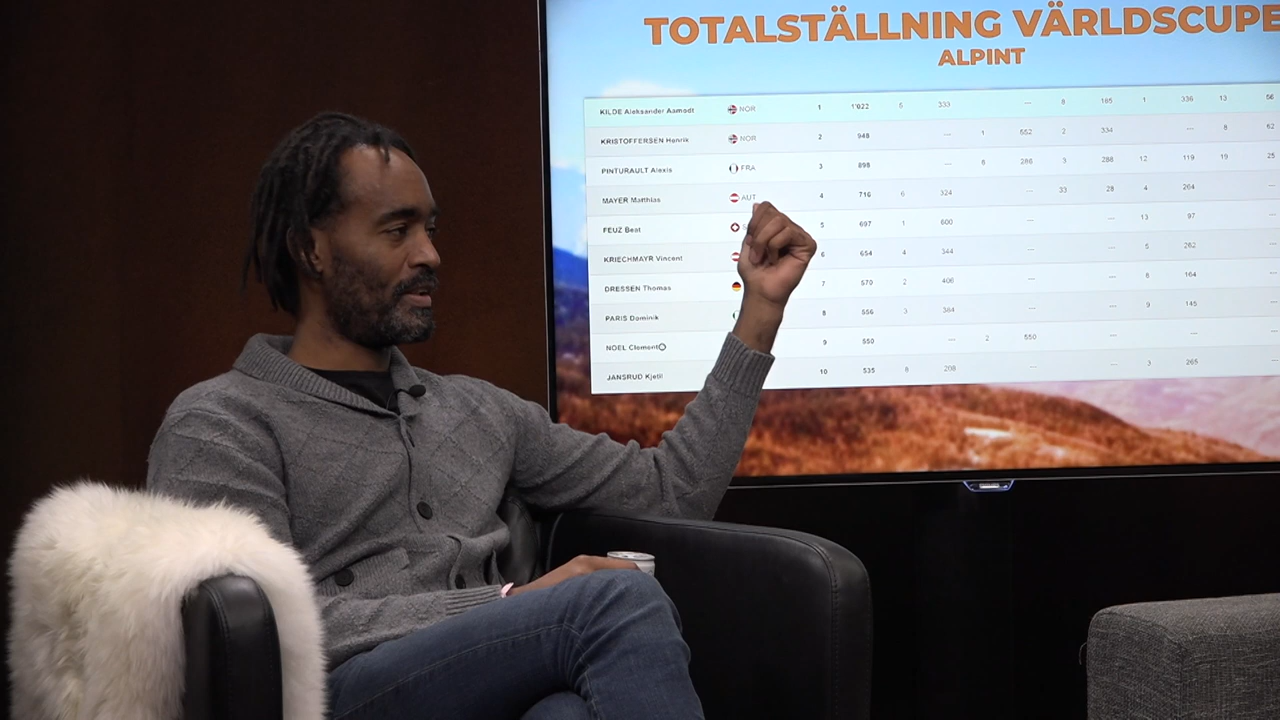 TOTALSTÄLLNING VÄRLDSCUPE
ALPINT
KILDE Aleksander Aamodt NOR 1 1'022 5 333 8 185 1 336 13 56
KRISTOFFERSEN Henrik NOR 2 948 --- 1 552 2 334 --- 8 62
PINTURAULT Alexis FRA 3 898 --- 6 286 3 288 12 119 19 25
MAYER Matthias AUT 4 716 6 324 --- 33 28 4 264 ---
FEUZ Beat 5 697 1 600 --- --- 13 97 ---
KRIECHMAYR Vincent 6 654 4 344 --- --- 5 262 ---
DRESSEN Thomas 7 570 2 406 --- --- 8 164 ---
PARIS Dominik 8 556 3 384 --- --- 9 145 ---
NOEL Clement 9 550 --- 2 550 --- --- ---
JANSRUD Kjetil 10 535 8 208 --- --- 3 265 ---